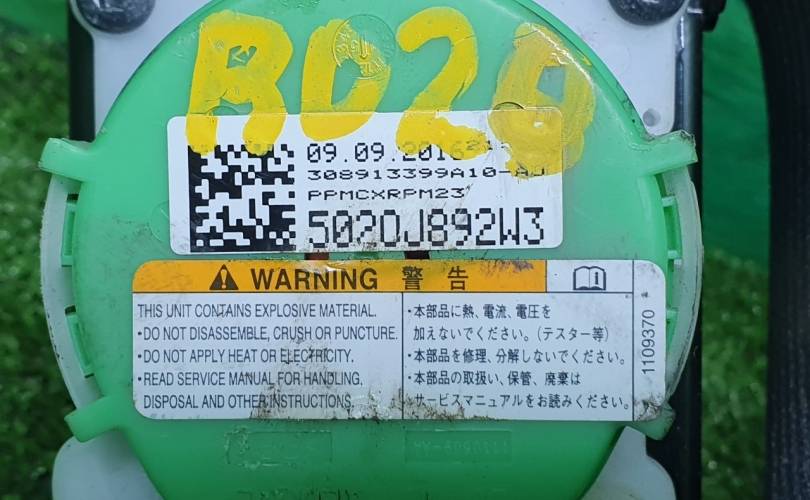 09.09.2016
308913399A10-AJ
PPMCXRPM23
5020J892W3
WARNING 警告
THIS UNIT CONTAINS EXPLOSIVE MATERIAL.
•DO NOT DISASSEMBLE, CRUSH OR PUNCTURE.
•DO NOT APPLY HEAT OR ELECTRICITY.
•READ SERVICE MANUAL FOR HANDLING,
DISPOSAL AND OTHER INSTRUCTIONS.
・本部品に熱、電流、電圧を
加えないでください。(テスター等)
・本部品を修理、分解しないでください。
・本部品の取扱い、保管、廃棄は
サービスマニュアルをお読みください。
1109370